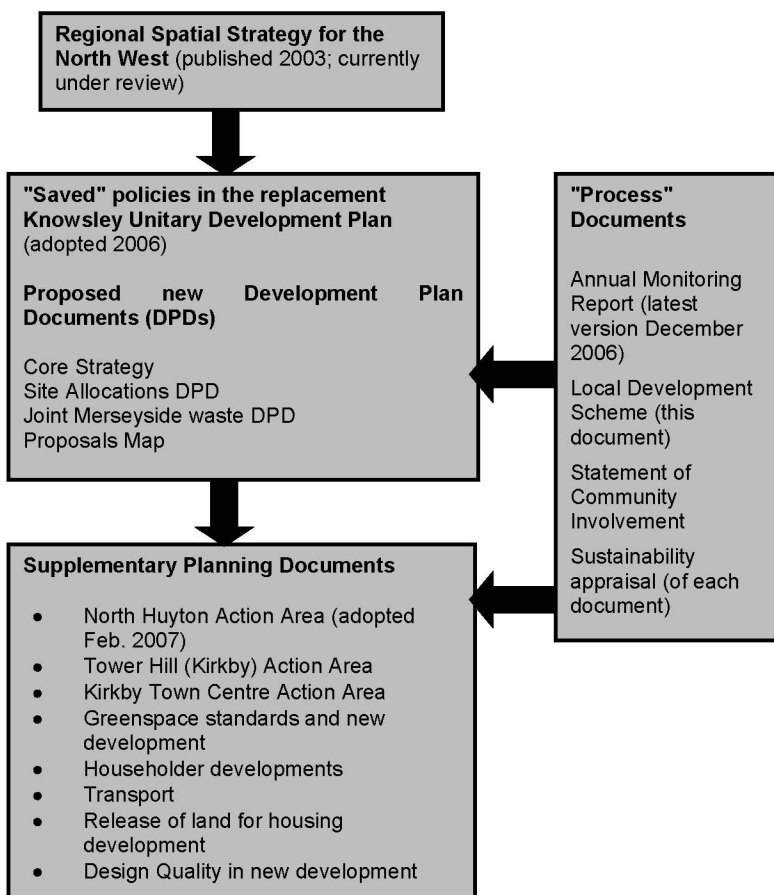 Regional Spatial Strategy for the
North West (published 2003; currently
under review)
"Saved" policies in the replacement
Knowsley Unitary Development Plan
(adopted 2006)
Proposed new Development Plan
Documents (DPDs)
Core Strategy
Site Allocations DPD
Joint Merseyside waste DPD
Proposals Map
"Process"
Documents
Annual Monitoring
Report (latest
version December
2006)
Local Development
Scheme (this
document)
Statement of
Community
Involvement
Sustainability
appraisal (of each
document)
Supplementary Planning Documents
• North Huyton Action Area (adopted
Feb. 2007)
• Tower Hill (Kirkby) Action Area
• Kirkby Town Centre Action Area
• Greenspace standards and new
development
• Householder developments
• Transport
• Release of land for housing
development
• Design Quality in new development